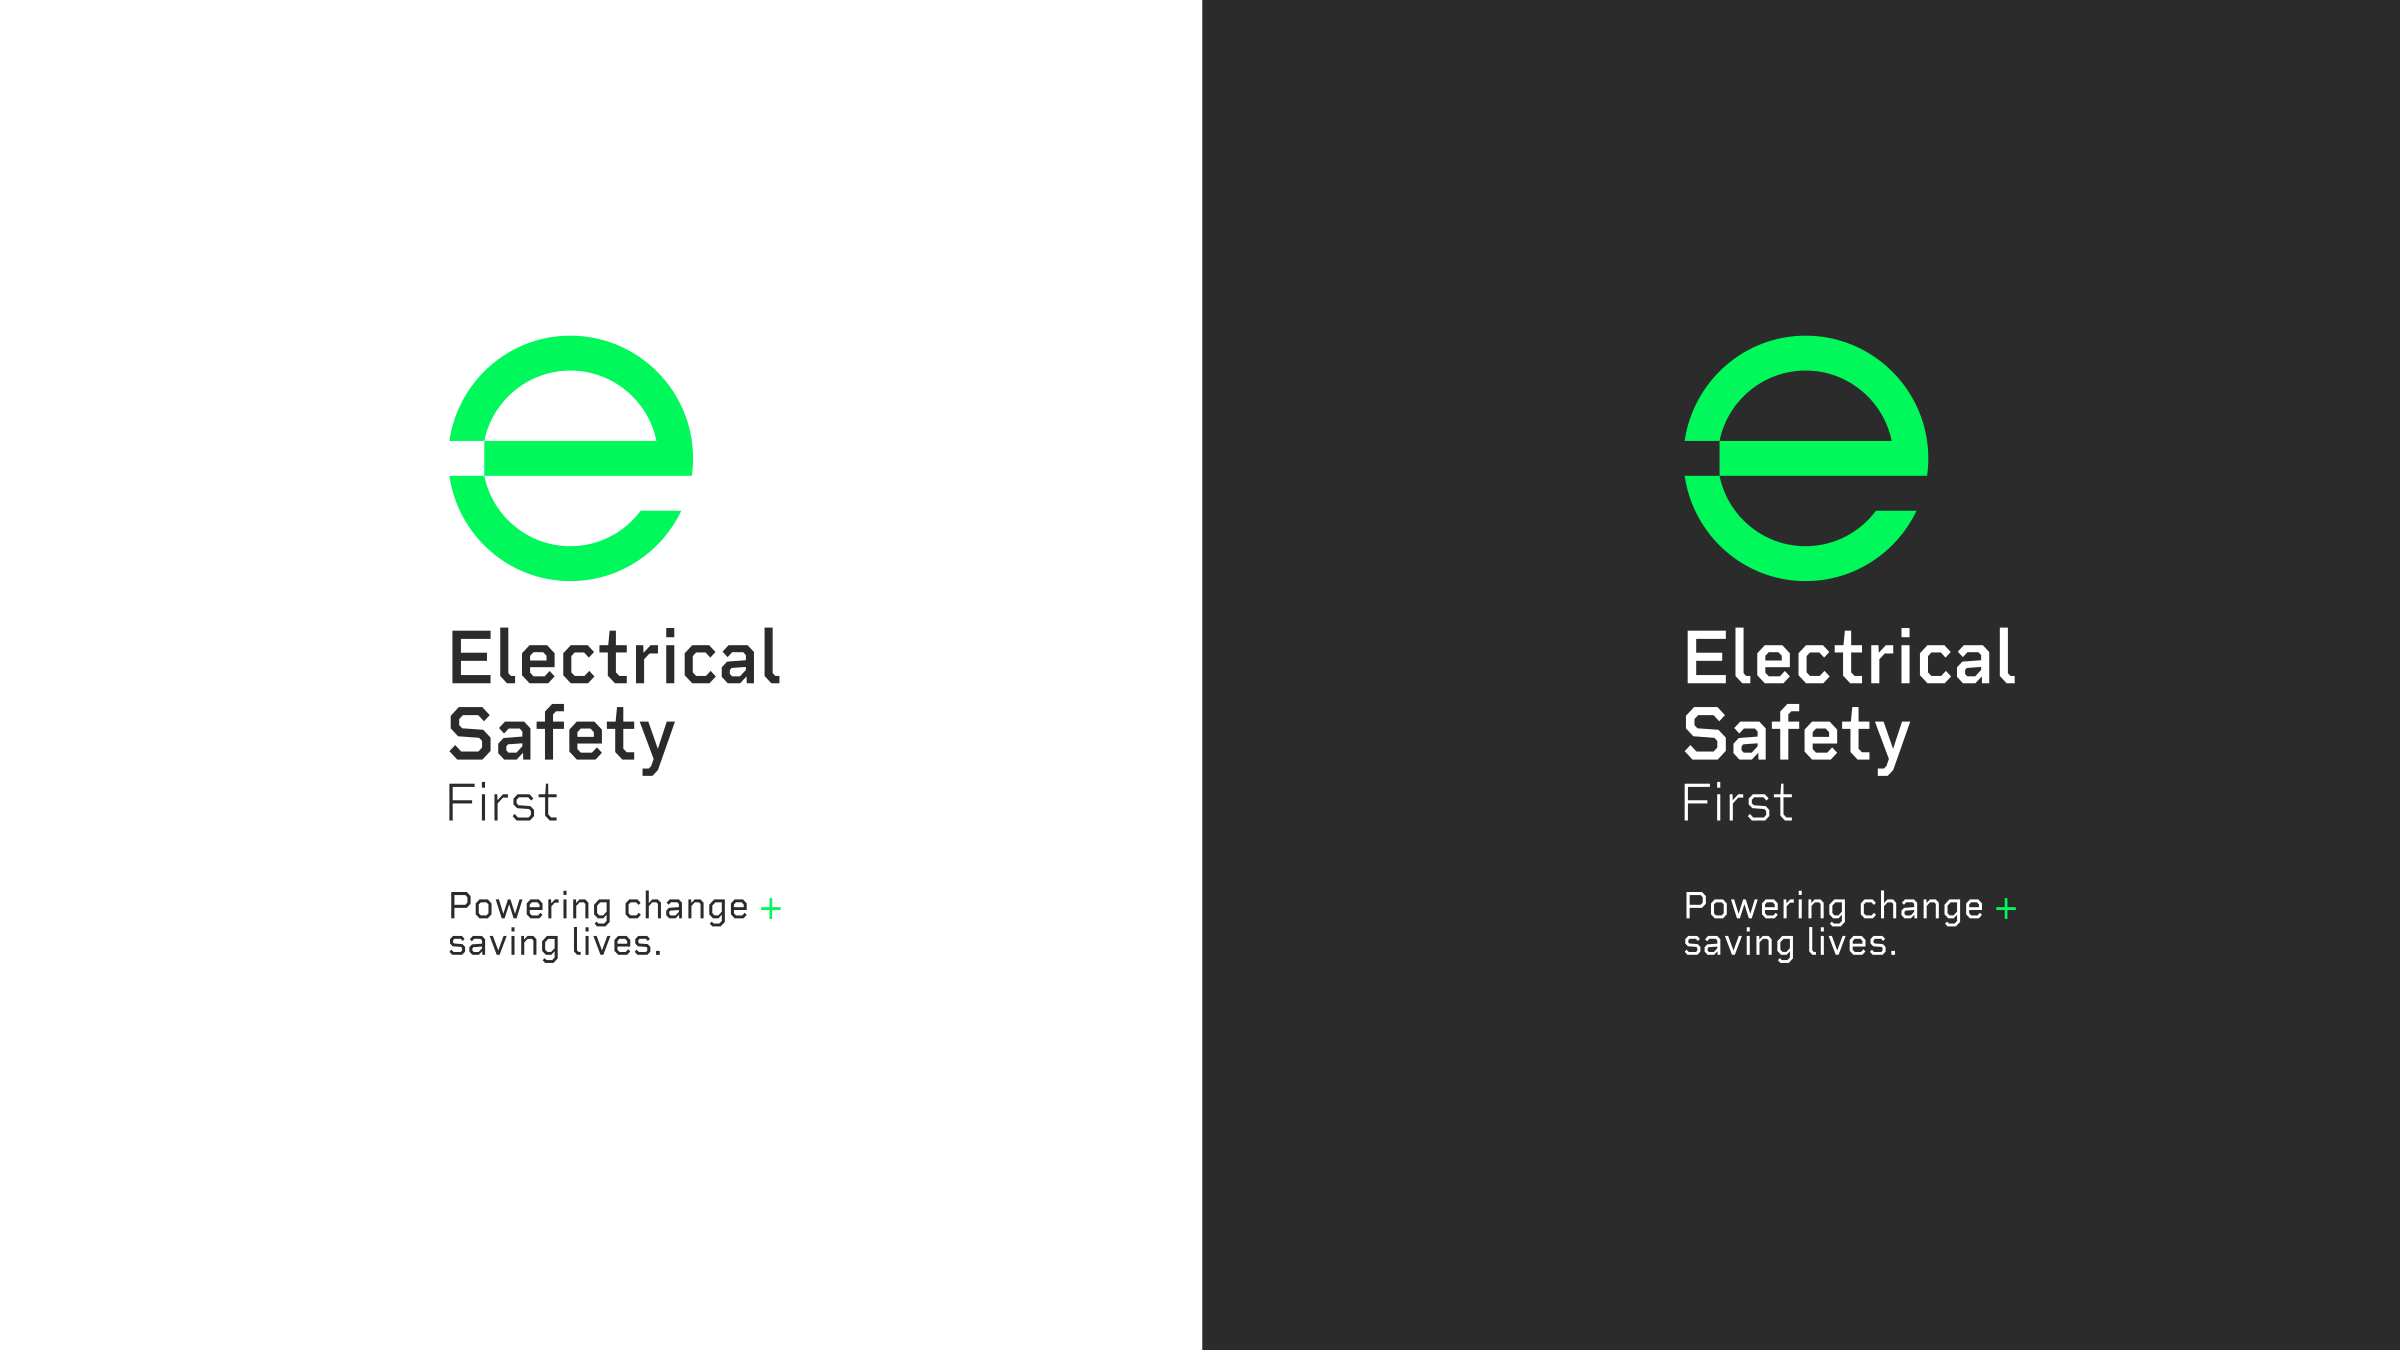 e
Electrical
Safety
First
Powering change +
saving lives.
e
Electrical
Safety
First
Powering change +
saving lives.